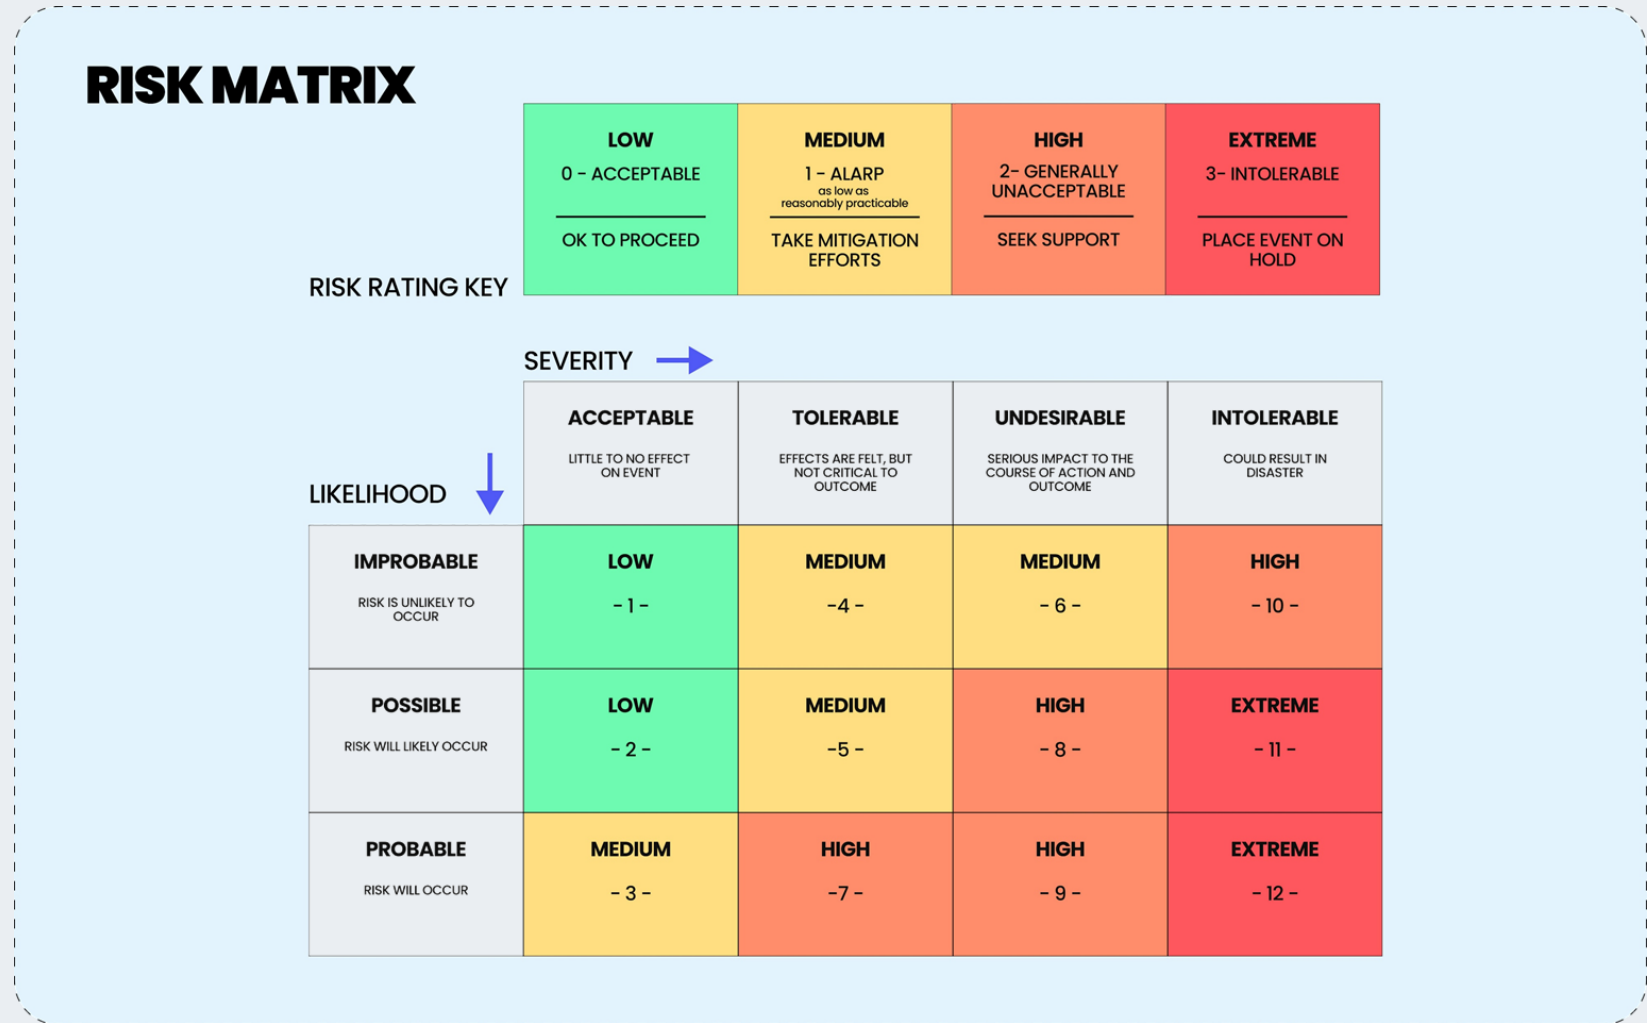 RISK MATRIX
LOW
0 - ACCEPTABLE
OK TO PROCEED
MEDIUM
1 - ALARP
as low as
reasonably practicable
TAKE MITIGATION
EFFORTS
HIGH
2- GENERALLY
UNACCEPTABLE
SEEK SUPPORT
EXTREME
3- INTOLERABLE
PLACE EVENT ON
HOLD
RISK RATING KEY
SEVERITY
LIKELIHOOD
ACCEPTABLE
LITTLE TO NO EFFECT
ON EVENT
TOLERABLE
EFFECTS ARE FELT, BUT
NOT CRITICAL TO
OUTCOME
UNDESIRABLE
SERIOUS IMPACT TO THE
COURSE OF ACTION AND
OUTCOME
INTOLERABLE
COULD RESULT IN
DISASTER
IMPROBABLE
RISK IS UNLIKELY TO
OCCUR
LOW
- 1 -
MEDIUM
-4 -
MEDIUM
- 6 -
HIGH
- 10 -
POSSIBLE
RISK WILL LIKELY OCCUR
LOW
- 2 -
MEDIUM
-5 -
HIGH
- 8 -
EXTREME
- 11 -
PROBABLE
RISK WILL OCCUR
MEDIUM
- 3 -
HIGH
-7 -
HIGH
- 9 -
EXTREME
- 12 -